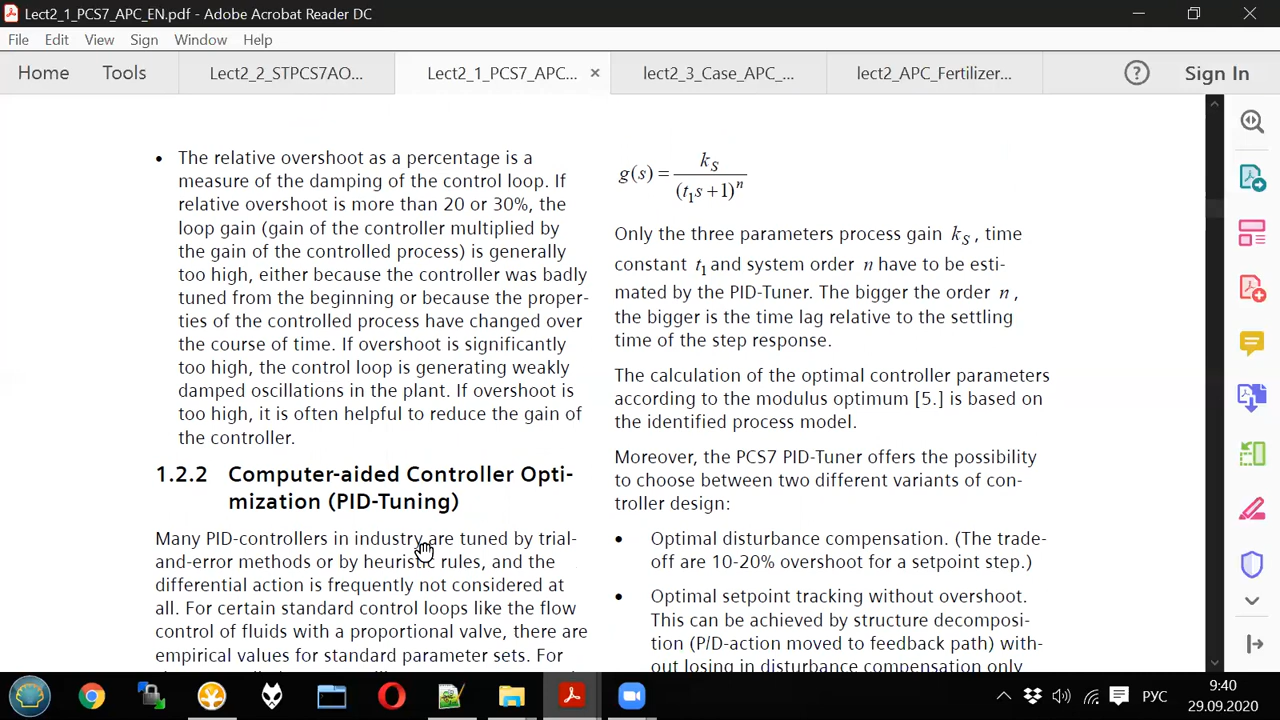 Lect2_1_PCS7_APC_EN.pdf - Adobe Acrobat Reader DC
File Edit View Sign Window Help
Home Tools Lect2_2_STPCS7AO... Lect2_1_PCS7_APC... × lect2_3_Case_APC_... lect2_APC_Fertilizer... ? Sign In
• The relative overshoot as a percentage is a
measure of the damping of the control loop. If
relative overshoot is more than 20 or 30%, the
loop gain (gain of the controller multiplied by
the gain of the controlled process) is generally
too high, either because the controller was badly
tuned from the beginning or because the proper-
ties of the controlled process have changed over
the course of time. If overshoot is significantly
too high, the control loop is generating weakly
damped oscillations in the plant. If overshoot is
too high, it is often helpful to reduce the gain of
the controller.
1.2.2 Computer-aided Controller Opti-
mization (PID-Tuning)
Many PID-controllers in industry are tuned by trial-
and-error methods or by heuristic rules, and the
differential action is frequently not considered at
all. For certain standard control loops like the flow
control of fluids with a proportional valve, there are
empirical values for standard parameter sets. For
g(s) = kS / (t1s +1)^n
Only the three parameters process gain kS, time
constant t1 and system order n have to be esti-
mated by the PID-Tuner. The bigger the order n ,
the bigger is the time lag relative to the settling
time of the step response.
The calculation of the optimal controller parameters
according to the modulus optimum [5.] is based on
the identified process model.
Moreover, the PCS7 PID-Tuner offers the possibility
to choose between two different variants of con-
troller design:
• Optimal disturbance compensation. (The trade-
off are 10-20% overshoot for a setpoint step.)
• Optimal setpoint tracking without overshoot.
This can be achieved by structure decomposi-
tion (P/D-action moved to feedback path) with-
out losing in disturbance compensation only
РУС
9:40
29.09.2020